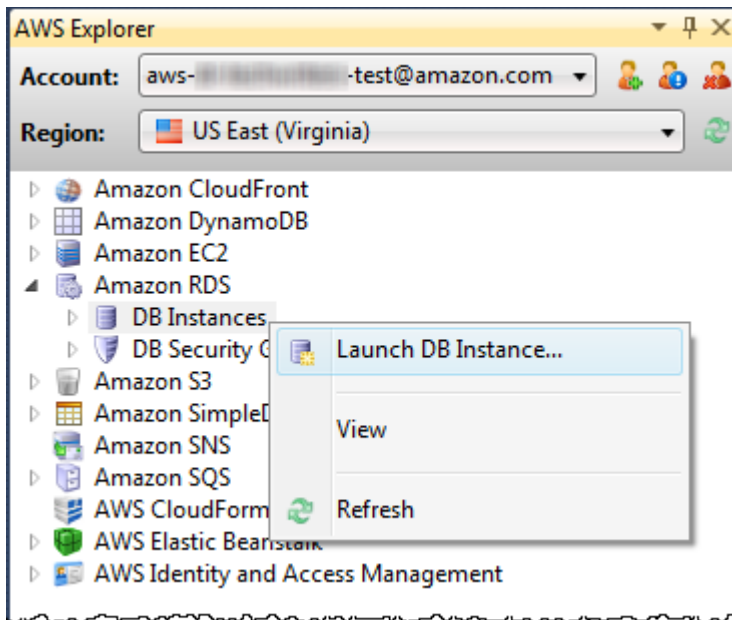 AWS Explorer
Account: aws- -test@amazon.com
Region: US East (Virginia)
Amazon CloudFront
Amazon DynamoDB
Amazon EC2
Amazon RDS
DB Instances
Launch DB Instance...
DB Security
Amazon S3
Amazon
View
Amazon SNS
Amazon SQS
Refresh
AWS
AWS Elastic Beanstalk
AWS Identity and Access Management